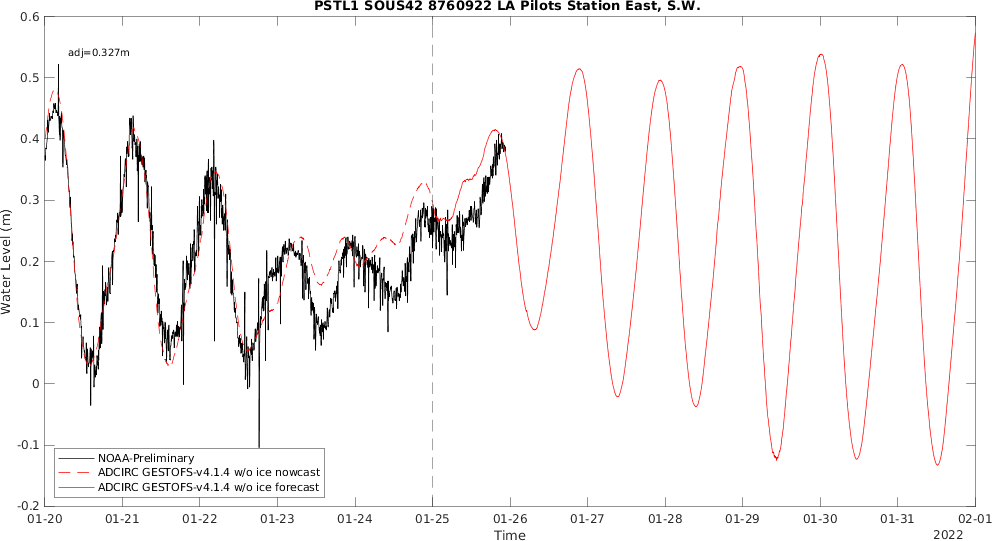 PSTL1 SOUS42 8760922 LA Pilots Station East, S.W.
adj=0.327m
Water Level (m)
0.6
0.5
0.4
0.3
0.2
0.1
0
-0.1
-0.2
NOAA-Preliminary
ADCIRC GESTOFS-v4.1.4 w/o ice nowcast
ADCIRC GESTOFS-v4.1.4 w/o ice forecast
01-20 01-21 01-22 01-23 01-24 01-25 01-26 01-27 01-28 01-29 01-30 01-31 02-01
Time
2022